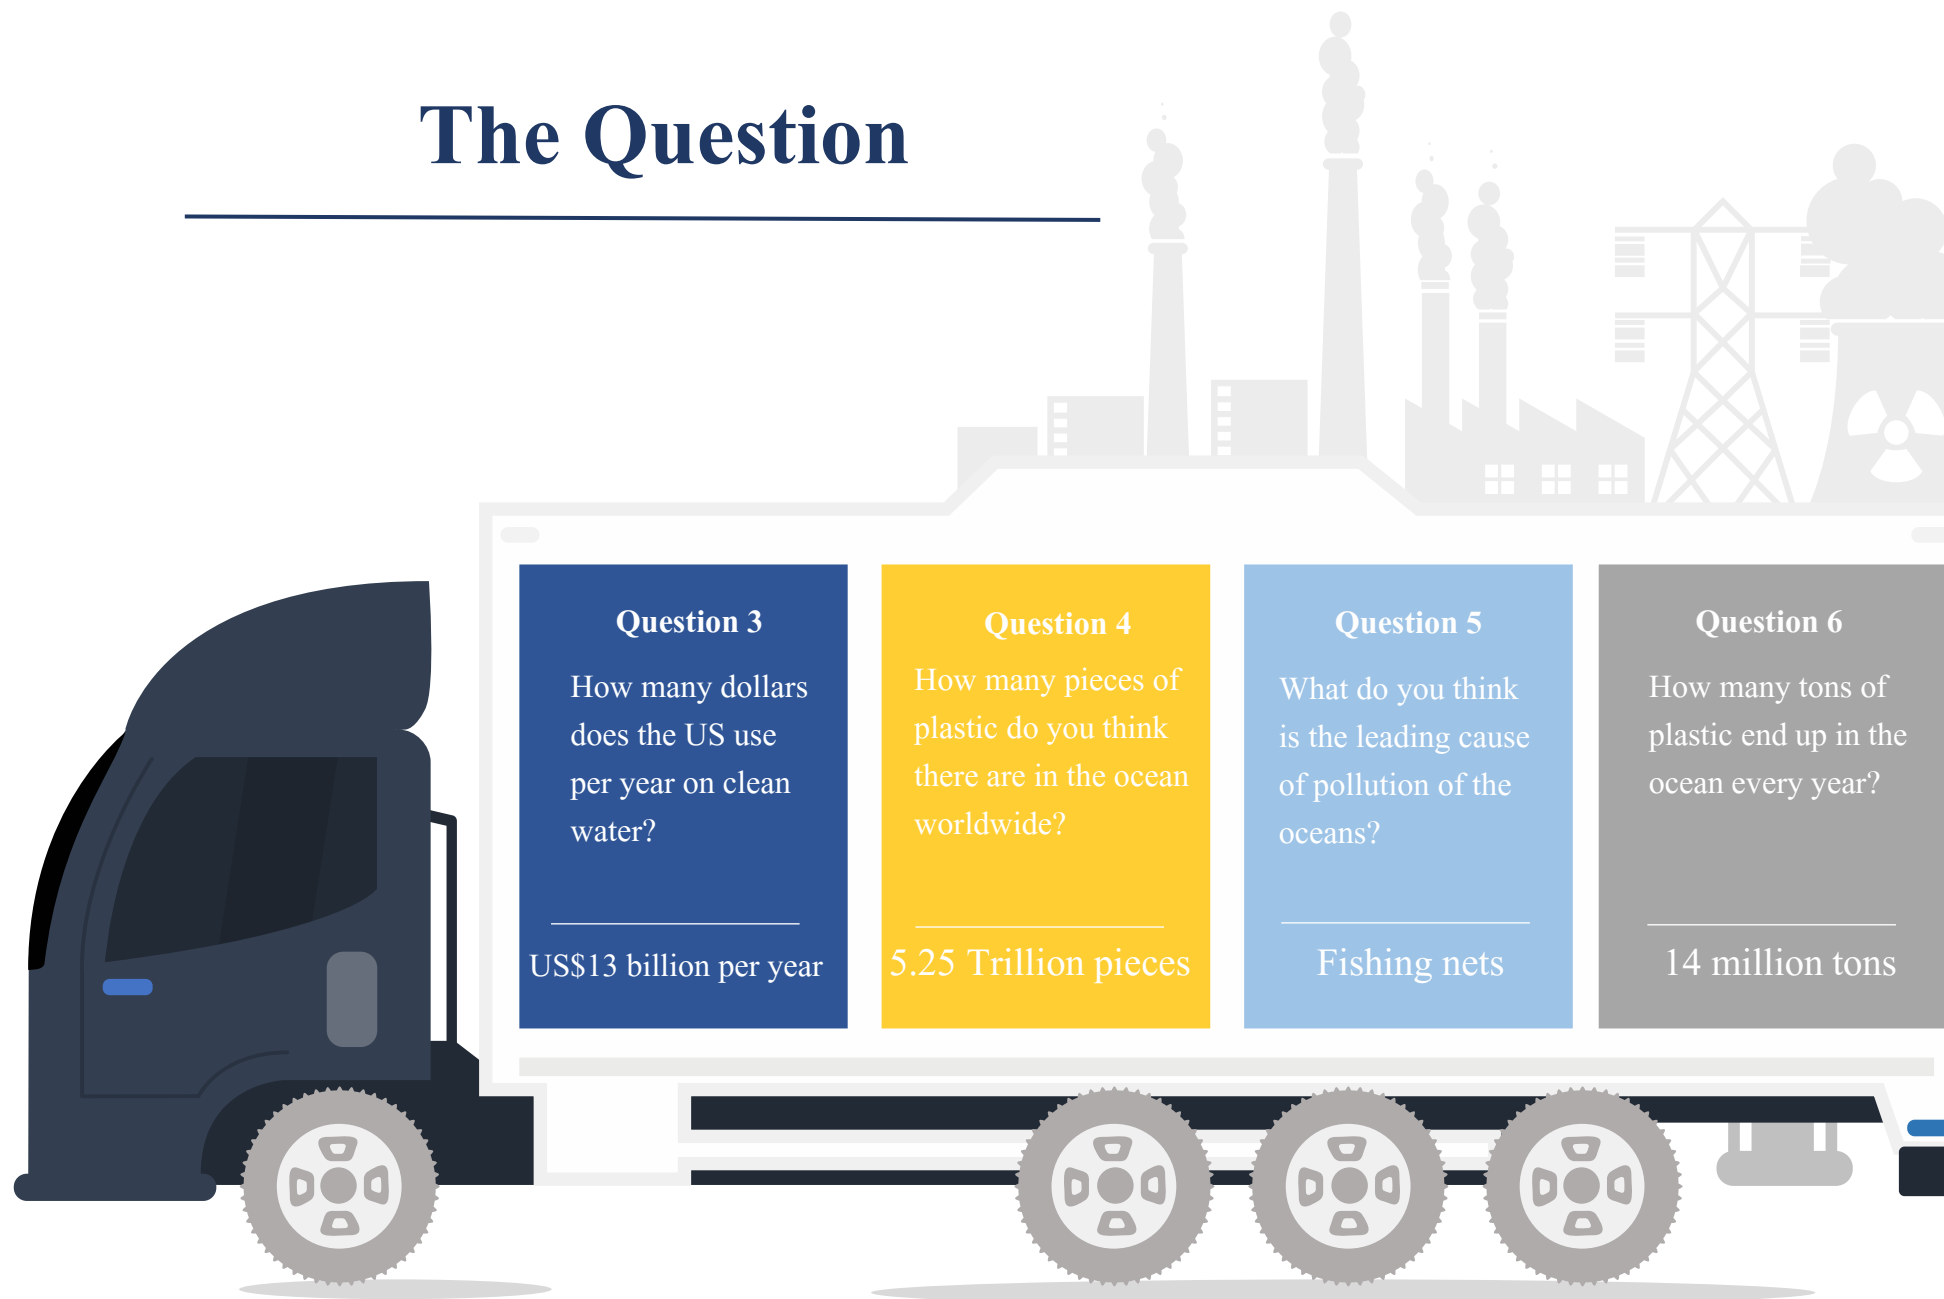 The Question
Question 3
How many dollars
does the US use
per year on clean
water?
US$13 billion per year
Question 4
How many pieces of
plastic do you think
there are in the ocean
worldwide?
5.25 Trillion pieces
Question 5
What do you think
is the leading cause
of pollution of the
oceans?
Fishing nets
Question 6
How many tons of
plastic end up in the
ocean every year?
14 million tons